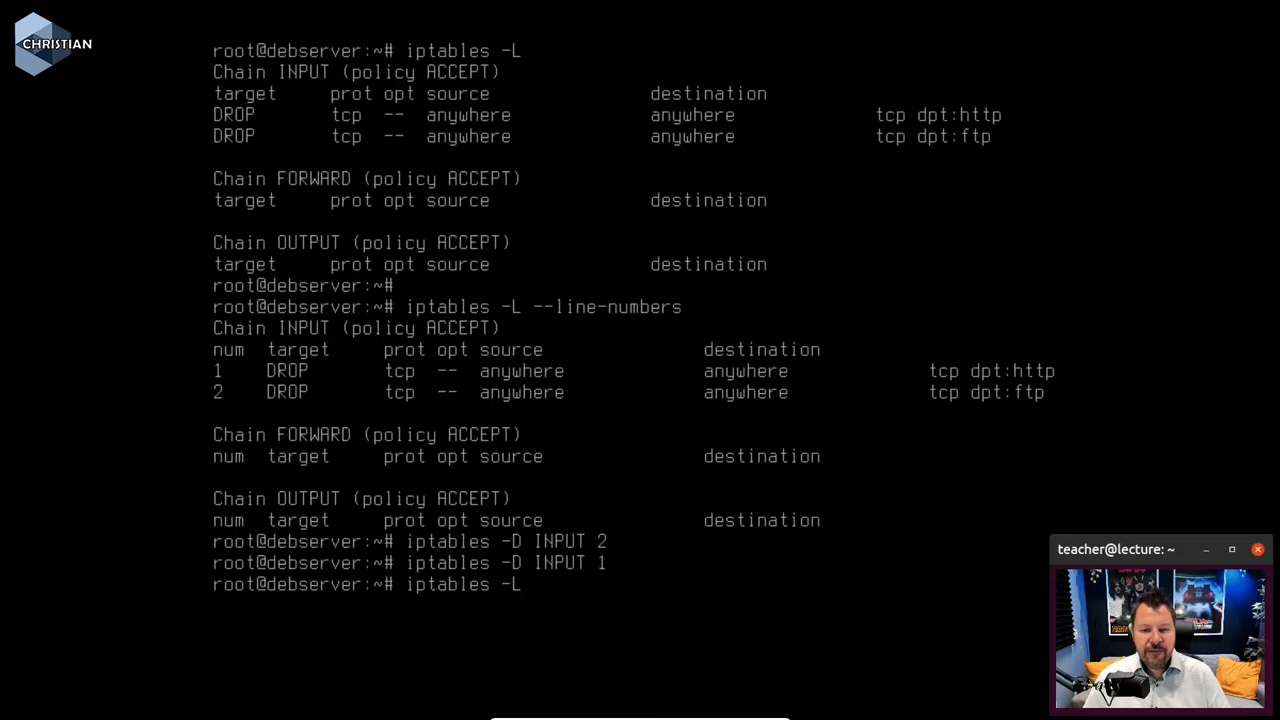 CHRISTIAN
root@debserver:~# iptables -L
Chain INPUT (policy ACCEPT)
target prot opt source destination
DROP tcp -- anywhere anywhere tcp dpt:http
DROP tcp -- anywhere anywhere tcp dpt:ftp
Chain FORWARD (policy ACCEPT)
target prot opt source destination
Chain OUTPUT (policy ACCEPT)
target prot opt source destination
root@debserver:~#
root@debserver:~# iptables -L --line-numbers
Chain INPUT (policy ACCEPT)
num target prot opt source destination
1 DROP tcp -- anywhere anywhere tcp dpt:http
2 DROP tcp -- anywhere anywhere tcp dpt:ftp
Chain FORWARD (policy ACCEPT)
num target prot opt source destination
Chain OUTPUT (policy ACCEPT)
num target prot opt source destination
root@debserver:~# iptables -D INPUT 2
root@debserver:~# iptables -D INPUT 1
root@debserver:~# iptables -L
teacher@lecture: ~